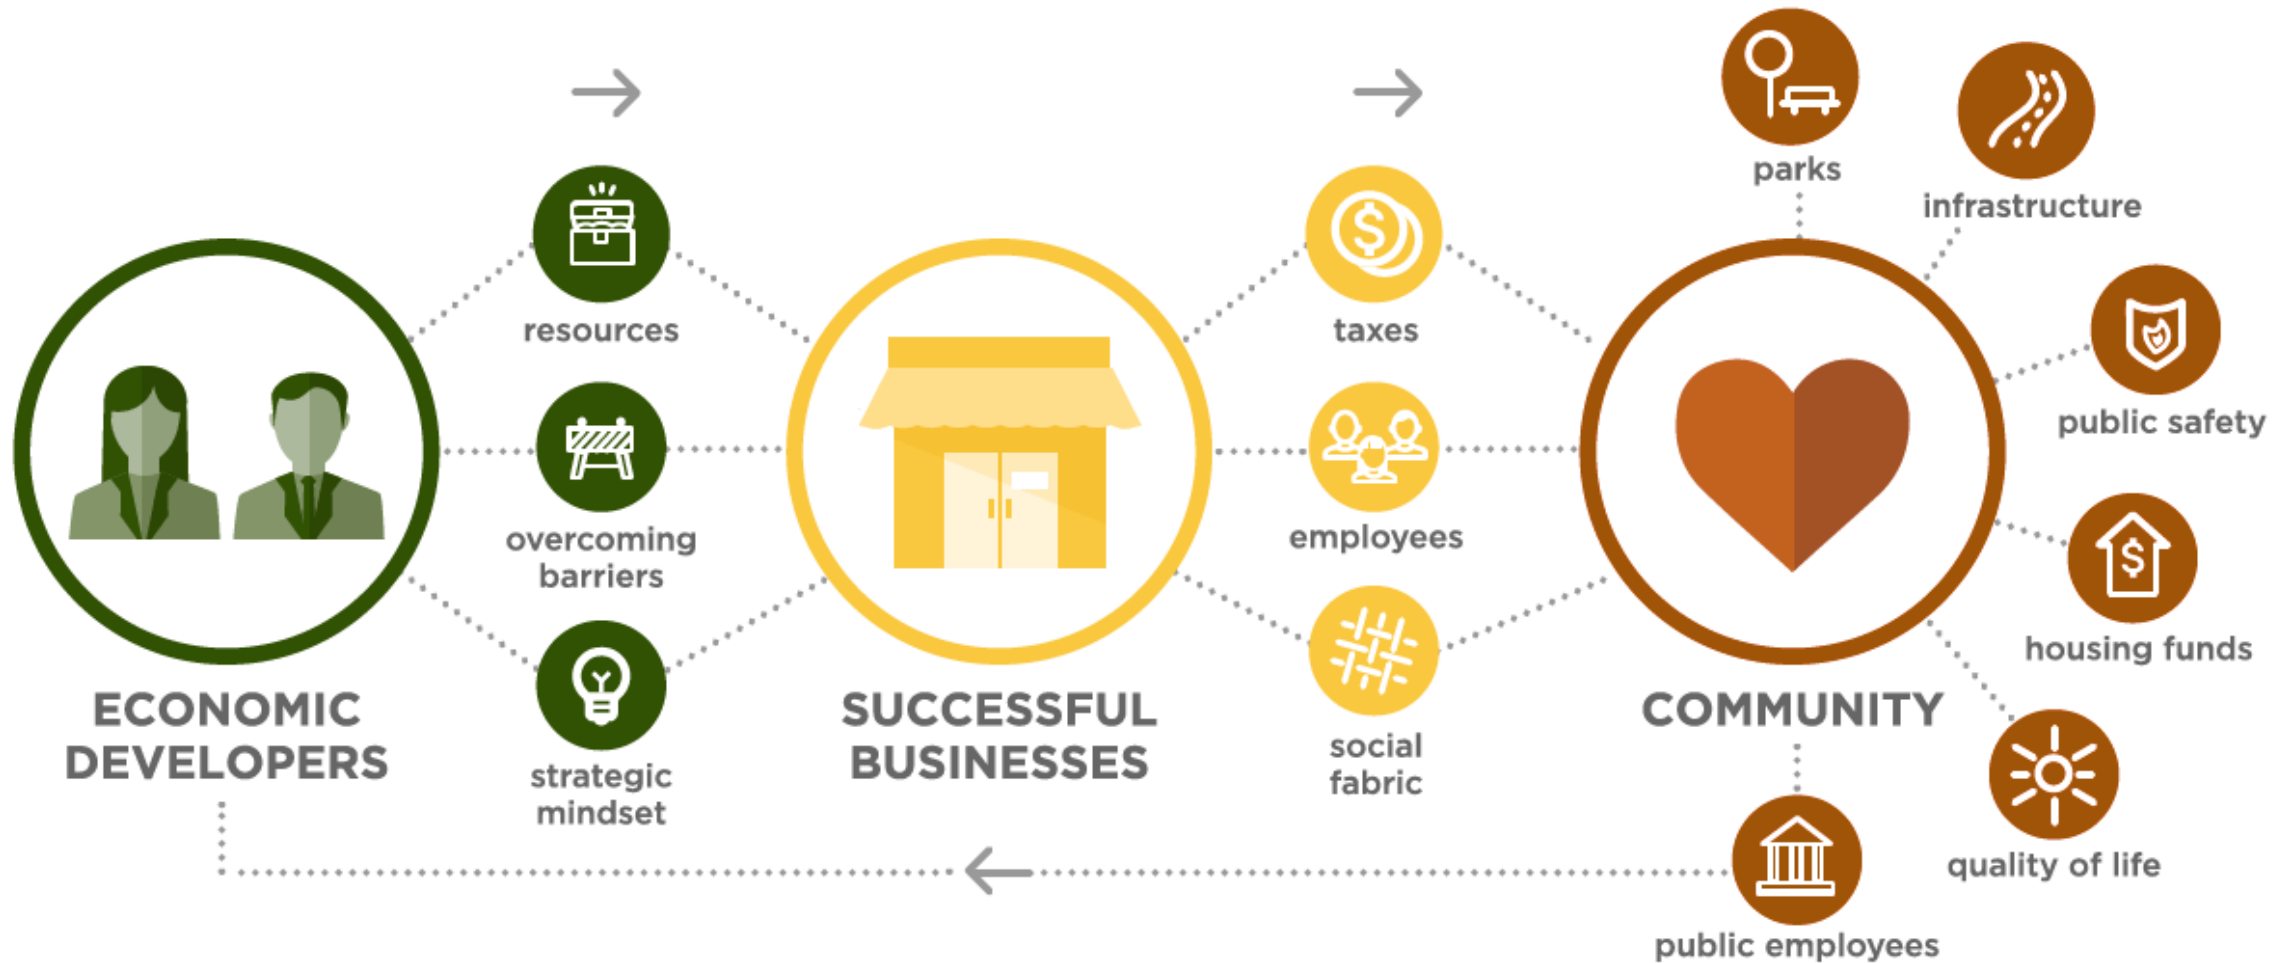 ECONOMIC
DEVELOPERS
resources
overcoming
barriers
strategic
mindset
SUCCESSFUL
BUSINESSES
taxes
$
employees
social
fabric
COMMUNITY
parks
infrastructure
public safety
$
housing funds
quality of life
public employees